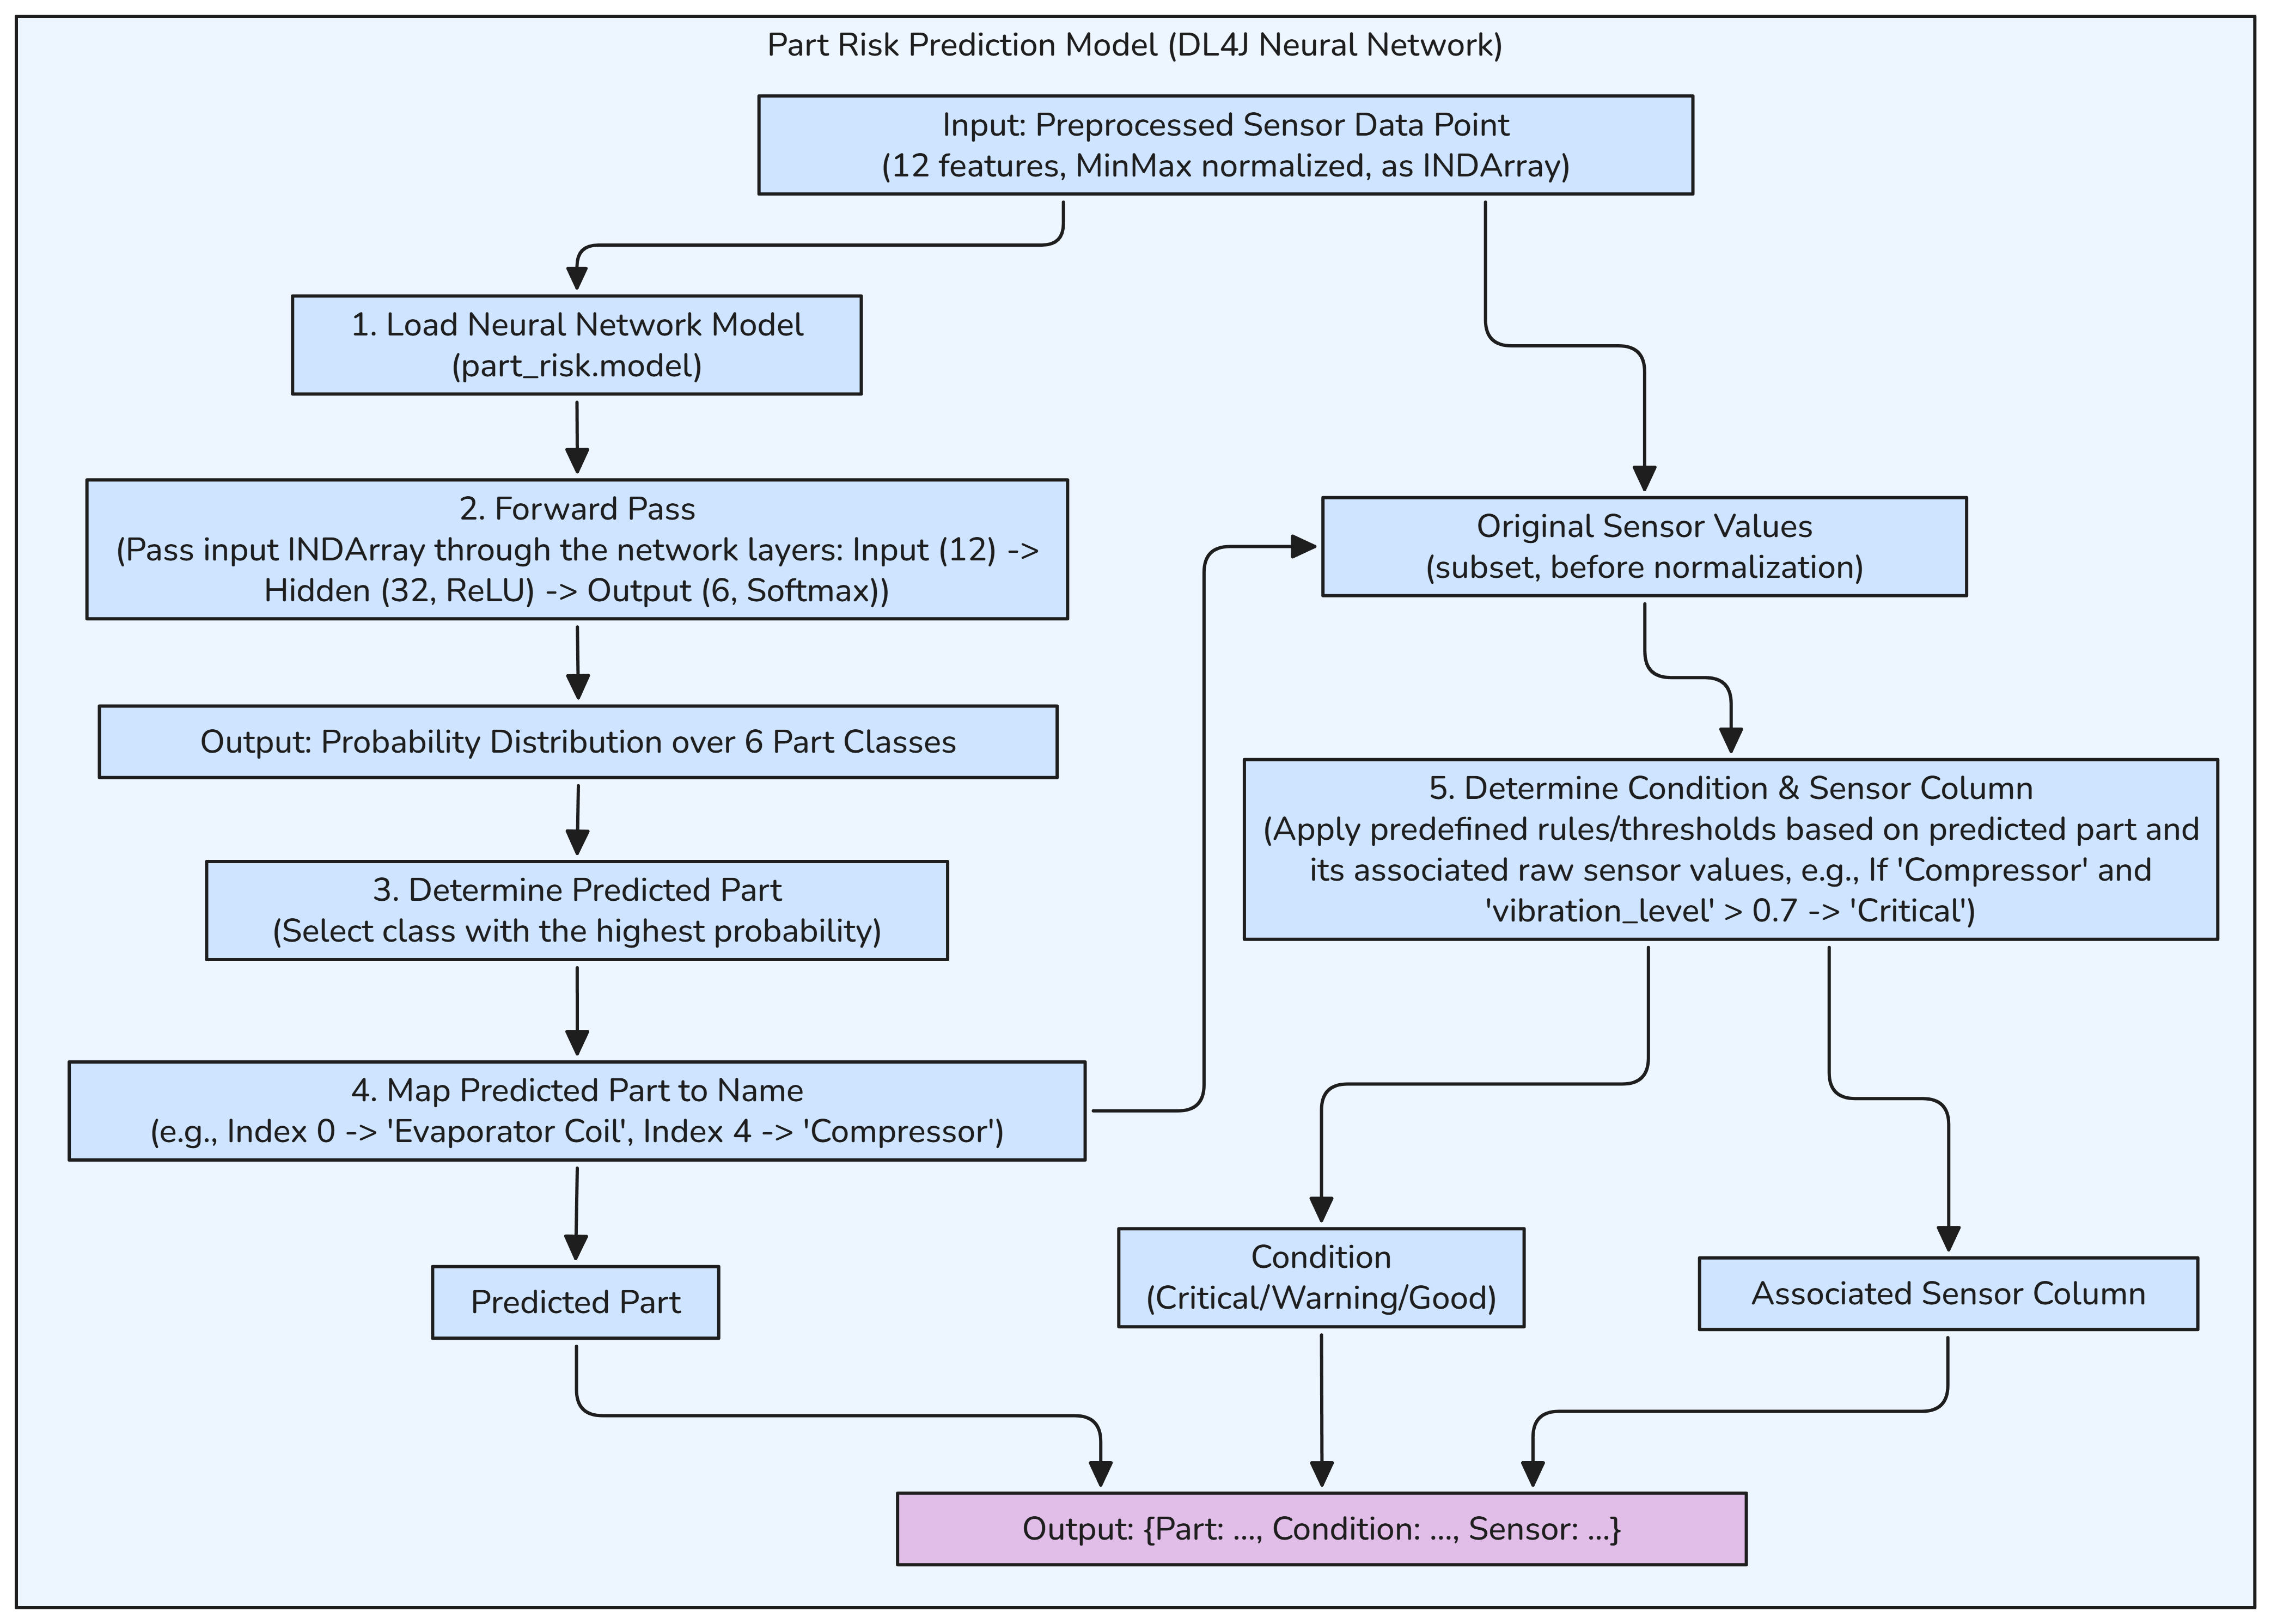 Part Risk Prediction Model (DL4J Neural Network)
Input: Preprocessed Sensor Data Point
(12 features, MinMax normalized, as INDArray)
1. Load Neural Network Model
(part_risk.model)
2. Forward Pass
(Pass input INDArray through the network layers: Input (12) ->
Hidden (32, ReLU) -> Output (6, Softmax))
Output: Probability Distribution over 6 Part Classes
3. Determine Predicted Part
(Select class with the highest probability)
4. Map Predicted Part to Name
(e.g., Index 0 -> 'Evaporator Coil', Index 4 -> 'Compressor')
Predicted Part
Original Sensor Values
(subset, before normalization)
5. Determine Condition & Sensor Column
(Apply predefined rules/thresholds based on predicted part and
its associated raw sensor values, e.g., If 'Compressor' and
'vibration_level' > 0.7 -> 'Critical')
Condition
(Critical/Warning/Good)
Associated Sensor Column
Output: {Part: ..., Condition: ..., Sensor: ...}